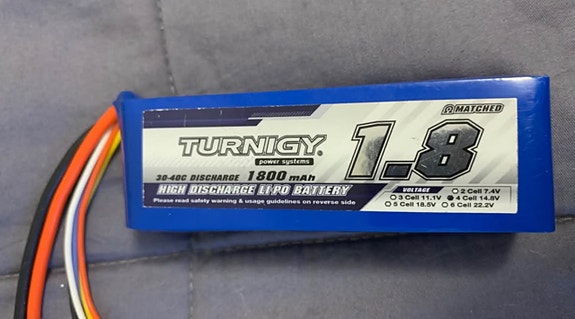 Ω MATCHED
TURNIGY®
power systems
1.8
30-40C DISCHARGE 1800 mAh
HIGH DISCHARGE LI-PO BATTERY
Please read safety warning & usage guidelines on reverse side
VOLTAGE
○ 2 Cell 7.4V
○ 3 Cell 11.1V ● 4 Cell 14.8V
○ 5 Cell 18.5V ○ 6 Cell 22.2V